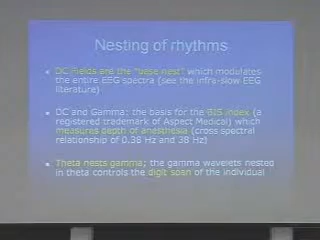 Nesting of rhythms
DC Fields are the "base nest" which modulates
the entire EEG spectra (see the infra-slow EEG
literature)
DC and Gamma: the basis for the BIS index (a
registered trademark of Aspect Medical) which
measures depth of anesthesia (cross spectral
relationship of 0.36 Hz and 38 Hz)
Theta nests gamma; the gamma wavelets nested
in theta controls the digit span of the individual